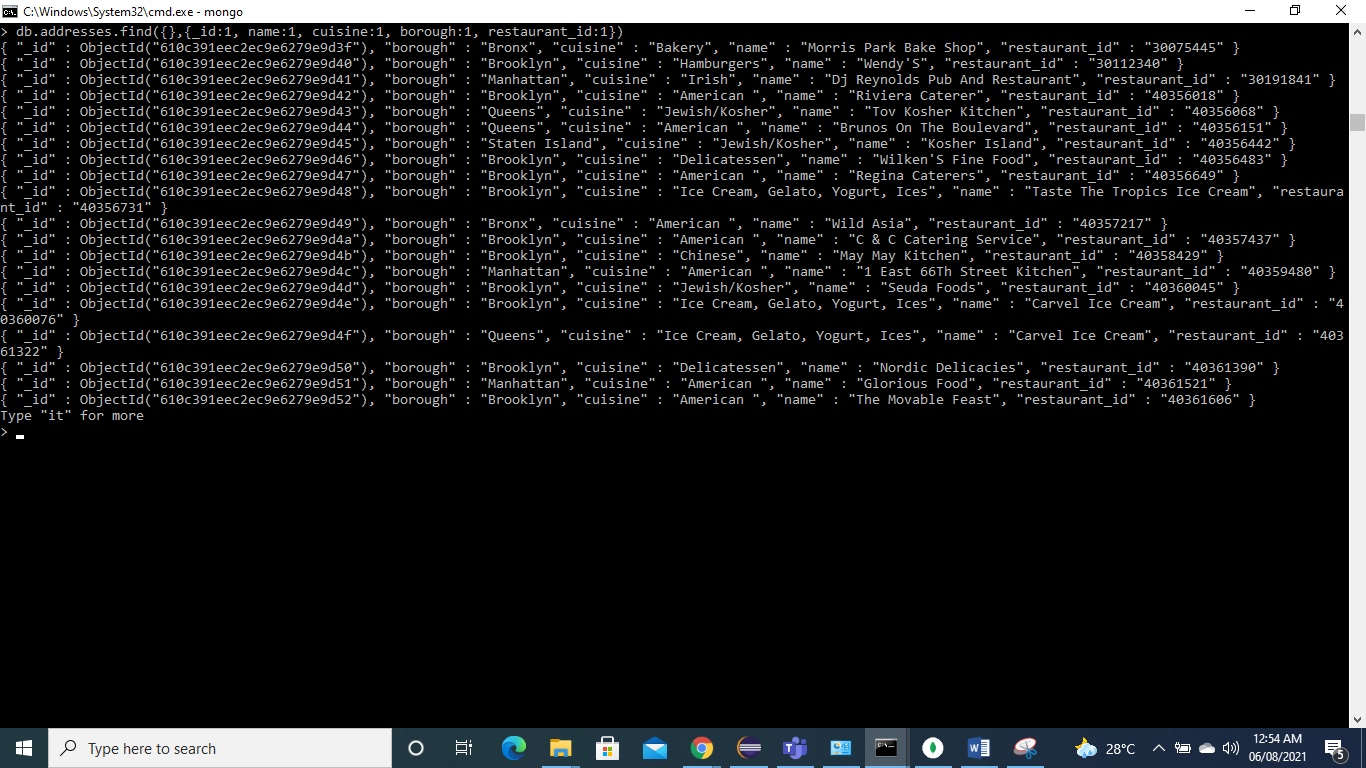 C:\Windows\System32\cmd.exe - mongo
> db.addresses.find({},{_id:1, name:1, cuisine:1, borough:1, restaurant_id:1})
{ "_id" : ObjectId("610c391eec2ec9e6279e9d3f"), "borough" : "Bronx", "cuisine" : "Bakery", "name" : "Morris Park Bake Shop", "restaurant_id" : "30075445" }
{ "_id" : ObjectId("610c391eec2ec9e6279e9d40"), "borough" : "Brooklyn", "cuisine" : "Hamburgers", "name" : "Wendy'S", "restaurant_id" : "30112340" }
{ "_id" : ObjectId("610c391eec2ec9e6279e9d41"), "borough" : "Manhattan", "cuisine" : "Irish", "name" : "Dj Reynolds Pub And Restaurant", "restaurant_id" : "30191841" }
{ "_id" : ObjectId("610c391eec2ec9e6279e9d42"), "borough" : "Brooklyn", "cuisine" : "American ", "name" : "Riviera Caterer", "restaurant_id" : "40356018" }
{ "_id" : ObjectId("610c391eec2ec9e6279e9d43"), "borough" : "Queens", "cuisine" : "Jewish/Kosher", "name" : "Tov Kosher Kitchen", "restaurant_id" : "40356068" }
{ "_id" : ObjectId("610c391eec2ec9e6279e9d44"), "borough" : "Queens", "cuisine" : "American ", "name" : "Brunos On The Boulevard", "restaurant_id" : "40356151" }
{ "_id" : ObjectId("610c391eec2ec9e6279e9d45"), "borough" : "Staten Island", "cuisine" : "Jewish/Kosher", "name" : "Kosher Island", "restaurant_id" : "40356442" }
{ "_id" : ObjectId("610c391eec2ec9e6279e9d46"), "borough" : "Brooklyn", "cuisine" : "Delicatessen", "name" : "Wilken'S Fine Food", "restaurant_id" : "40356483" }
{ "_id" : ObjectId("610c391eec2ec9e6279e9d47"), "borough" : "Brooklyn", "cuisine" : "American ", "name" : "Regina Caterers", "restaurant_id" : "40356649" }
{ "_id" : ObjectId("610c391eec2ec9e6279e9d48"), "borough" : "Brooklyn", "cuisine" : "Ice Cream, Gelato, Yogurt, Ices", "name" : "Taste The Tropics Ice Cream", "restaura
nt_id" : "40356731" }
{ "_id" : ObjectId("610c391eec2ec9e6279e9d49"), "borough" : "Bronx", "cuisine" : "American ", "name" : "Wild Asia", "restaurant_id" : "40357217" }
{ "_id" : ObjectId("610c391eec2ec9e6279e9d4a"), "borough" : "Brooklyn", "cuisine" : "American ", "name" : "C & C Catering Service", "restaurant_id" : "40357437" }
{ "_id" : ObjectId("610c391eec2ec9e6279e9d4b"), "borough" : "Brooklyn", "cuisine" : "Chinese", "name" : "May May Kitchen", "restaurant_id" : "40358429" }
{ "_id" : ObjectId("610c391eec2ec9e6279e9d4c"), "borough" : "Manhattan", "cuisine" : "American ", "name" : "1 East 66Th Street Kitchen", "restaurant_id" : "40359480" }
{ "_id" : ObjectId("610c391eec2ec9e6279e9d4d"), "borough" : "Brooklyn", "cuisine" : "Jewish/Kosher", "name" : "Seuda Foods", "restaurant_id" : "40360045" }
{ "_id" : ObjectId("610c391eec2ec9e6279e9d4e"), "borough" : "Brooklyn", "cuisine" : "Ice Cream, Gelato, Yogurt, Ices", "name" : "Carvel Ice Cream", "restaurant_id" : "4
0360076" }
{ "_id" : ObjectId("610c391eec2ec9e6279e9d4f"), "borough" : "Queens", "cuisine" : "Ice Cream, Gelato, Yogurt, Ices", "name" : "Carvel Ice Cream", "restaurant_id" : "403
61322" }
{ "_id" : ObjectId("610c391eec2ec9e6279e9d50"), "borough" : "Brooklyn", "cuisine" : "Delicatessen", "name" : "Nordic Delicacies", "restaurant_id" : "40361390" }
{ "_id" : ObjectId("610c391eec2ec9e6279e9d51"), "borough" : "Manhattan", "cuisine" : "American ", "name" : "Glorious Food", "restaurant_id" : "40361521" }
{ "_id" : ObjectId("610c391eec2ec9e6279e9d52"), "borough" : "Brooklyn", "cuisine" : "American ", "name" : "The Movable Feast", "restaurant_id" : "40361606" }
Type "it" for more
>
Type here to search
28°C
12:54 AM
06/08/2021
5